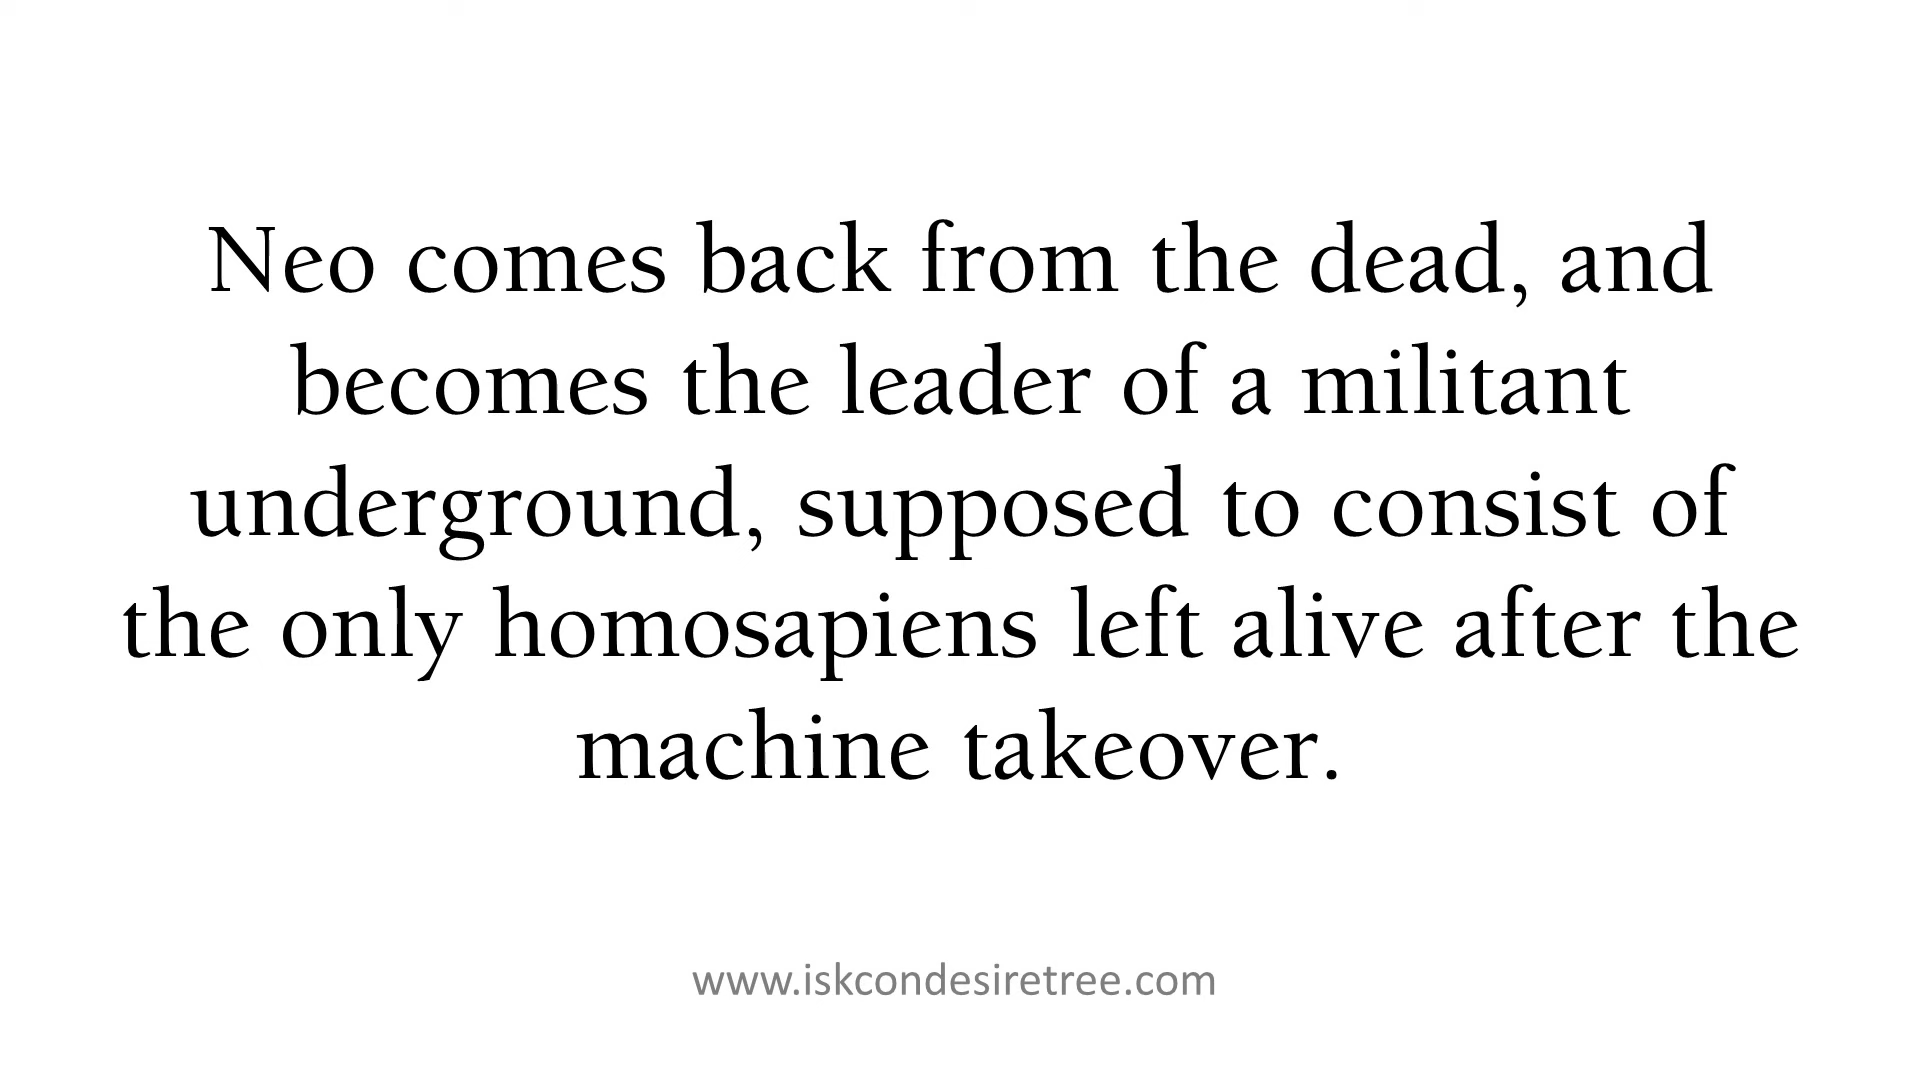 Neo comes back from the dead, and
becomes the leader of a militant
underground, supposed to consist of
the only homosapiens left alive after the
machine takeover.
www.iskcondesiretree.com